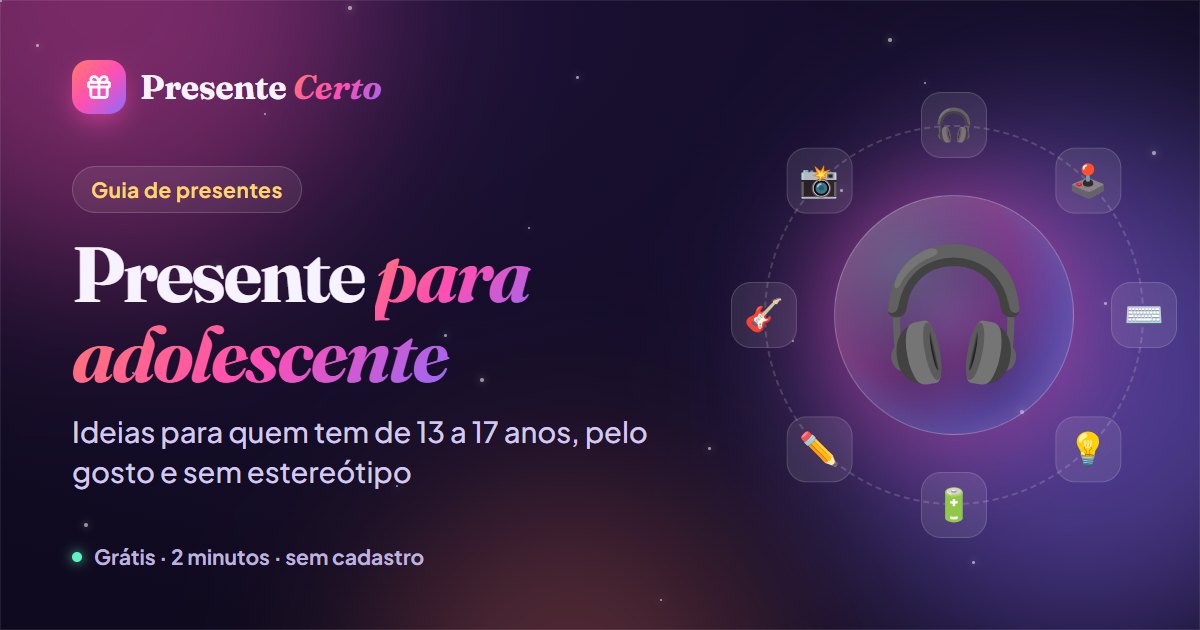 Presente Certo
Guia de presentes
Presente para
adolescente
Ideias para quem tem de 13 a 17 anos, pelo
gosto e sem estereótipo
Grátis · 2 minutos · sem cadastro